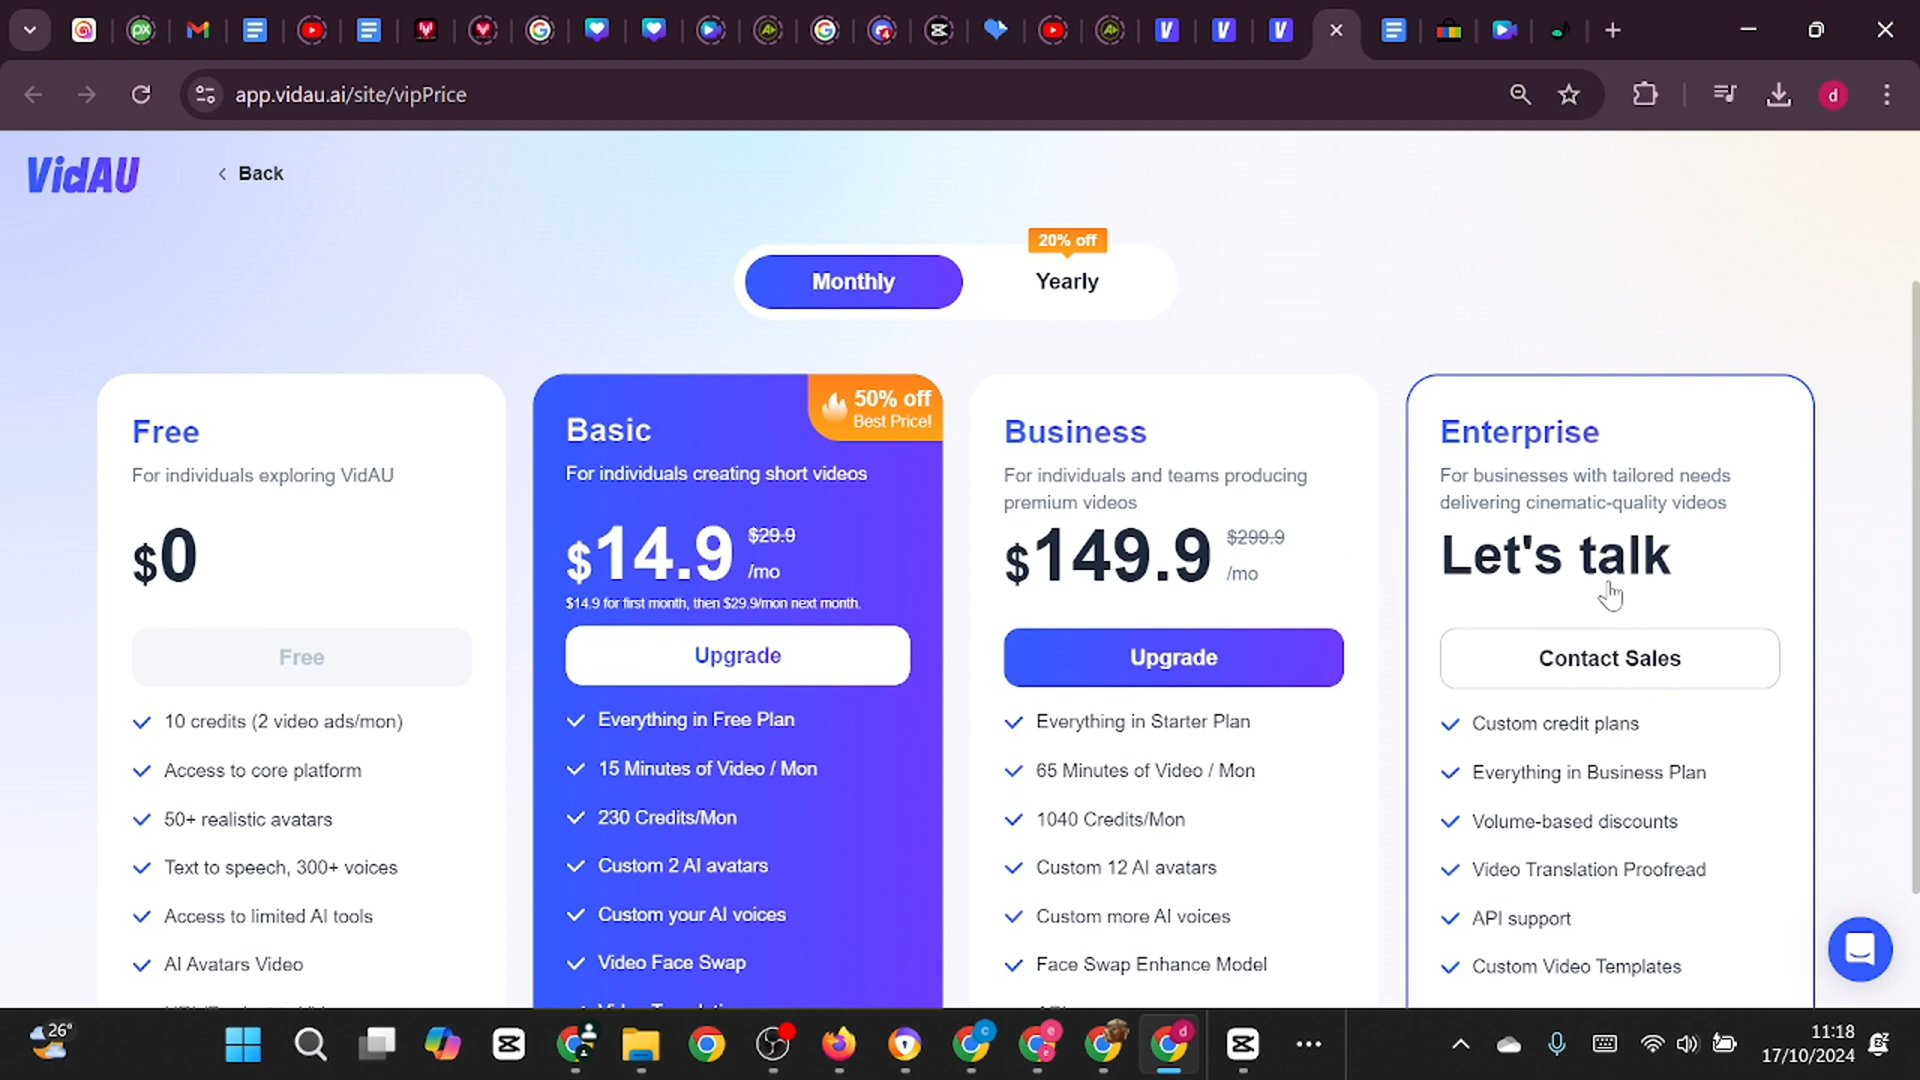 app.vidau.ai/site/vipPrice
d
VidAU
Back
20% off
Monthly
Yearly
Free
For individuals exploring VidAU
$0
Free
10 credits (2 video ads/mon)
Access to core platform
50+ realistic avatars
Text to speech, 300+ voices
Access to limited AI tools
AI Avatars Video
50% off
Best Price!
Basic
For individuals creating short videos
$14.9 $29.9
/mo
$14.9 for first month, then $29.9/mon next month.
Upgrade
Everything in Free Plan
15 Minutes of Video / Mon
230 Credits/Mon
Custom 2 AI avatars
Custom your AI voices
Video Face Swap
Business
For individuals and teams producing
premium videos
$149.9 $299.9
/mo
Upgrade
Everything in Starter Plan
65 Minutes of Video / Mon
1040 Credits/Mon
Custom 12 AI avatars
Custom more AI voices
Face Swap Enhance Model
Enterprise
For businesses with tailored needs
delivering cinematic-quality videos
Let's talk
Contact Sales
Custom credit plans
Everything in Business Plan
Volume-based discounts
Video Translation Proofread
API support
Custom Video Templates
26°
11:18
17/10/2024